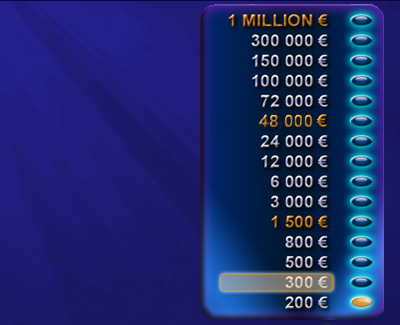 1 MILLION €
300 000 €
150 000 €
100 000 €
72 000 €
48 000 €
24 000 €
12 000 €
6 000 €
3 000 €
1 500 €
800 €
500 €
300 €
200 €